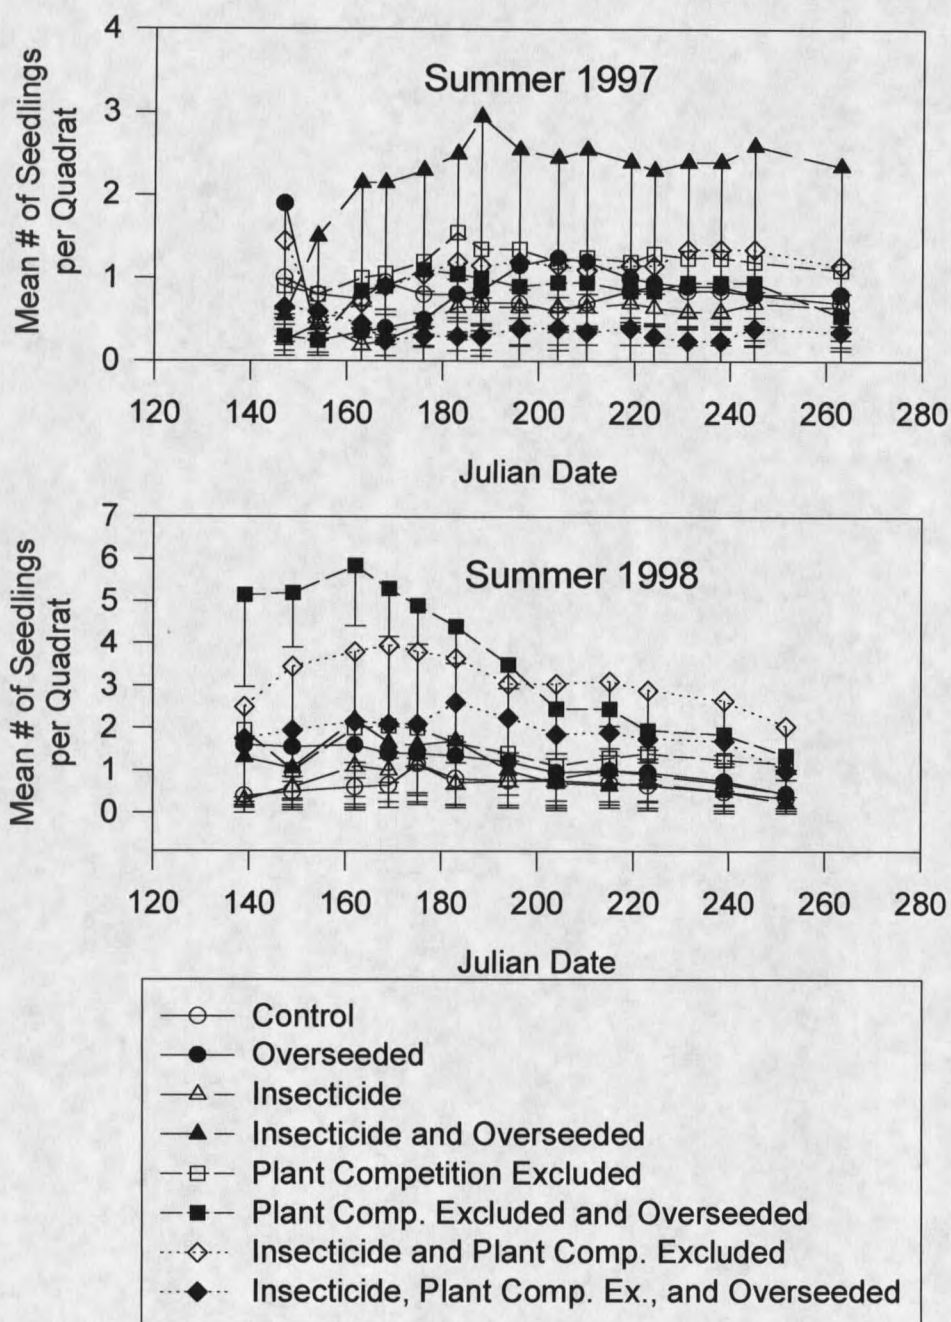 Summer 1997
Mean # of Seedlings
per Quadrat
4
3
2
1
0
120 140 160 180 200 220 240 260 280
Julian Date
Summer 1998
Mean # of Seedlings
per Quadrat
7
6
5
4
3
2
1
0
120 140 160 180 200 220 240 260 280
Julian Date
Control
Overseeded
Insecticide
Insecticide and Overseeded
Plant Competition Excluded
Plant Comp. Excluded and Overseeded
Insecticide and Plant Comp. Excluded
Insecticide, Plant Comp. Ex., and Overseeded